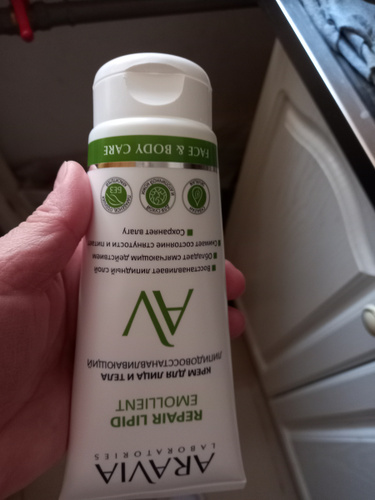 ARAVIA
LABORATORIES
REPAIR LIPID
EMOLLIENT
КРЕМ ДЛЯ ЛИЦА И ТЕЛА
ЛИПИДОВОССТАНАВЛИВАЮЩИЙ
AV
Восстанавливает липидный слой
Обладает смягчающим действием
Снимает состояние стянутости и питает
Сохраняет влагу
FACE & BODY CARE